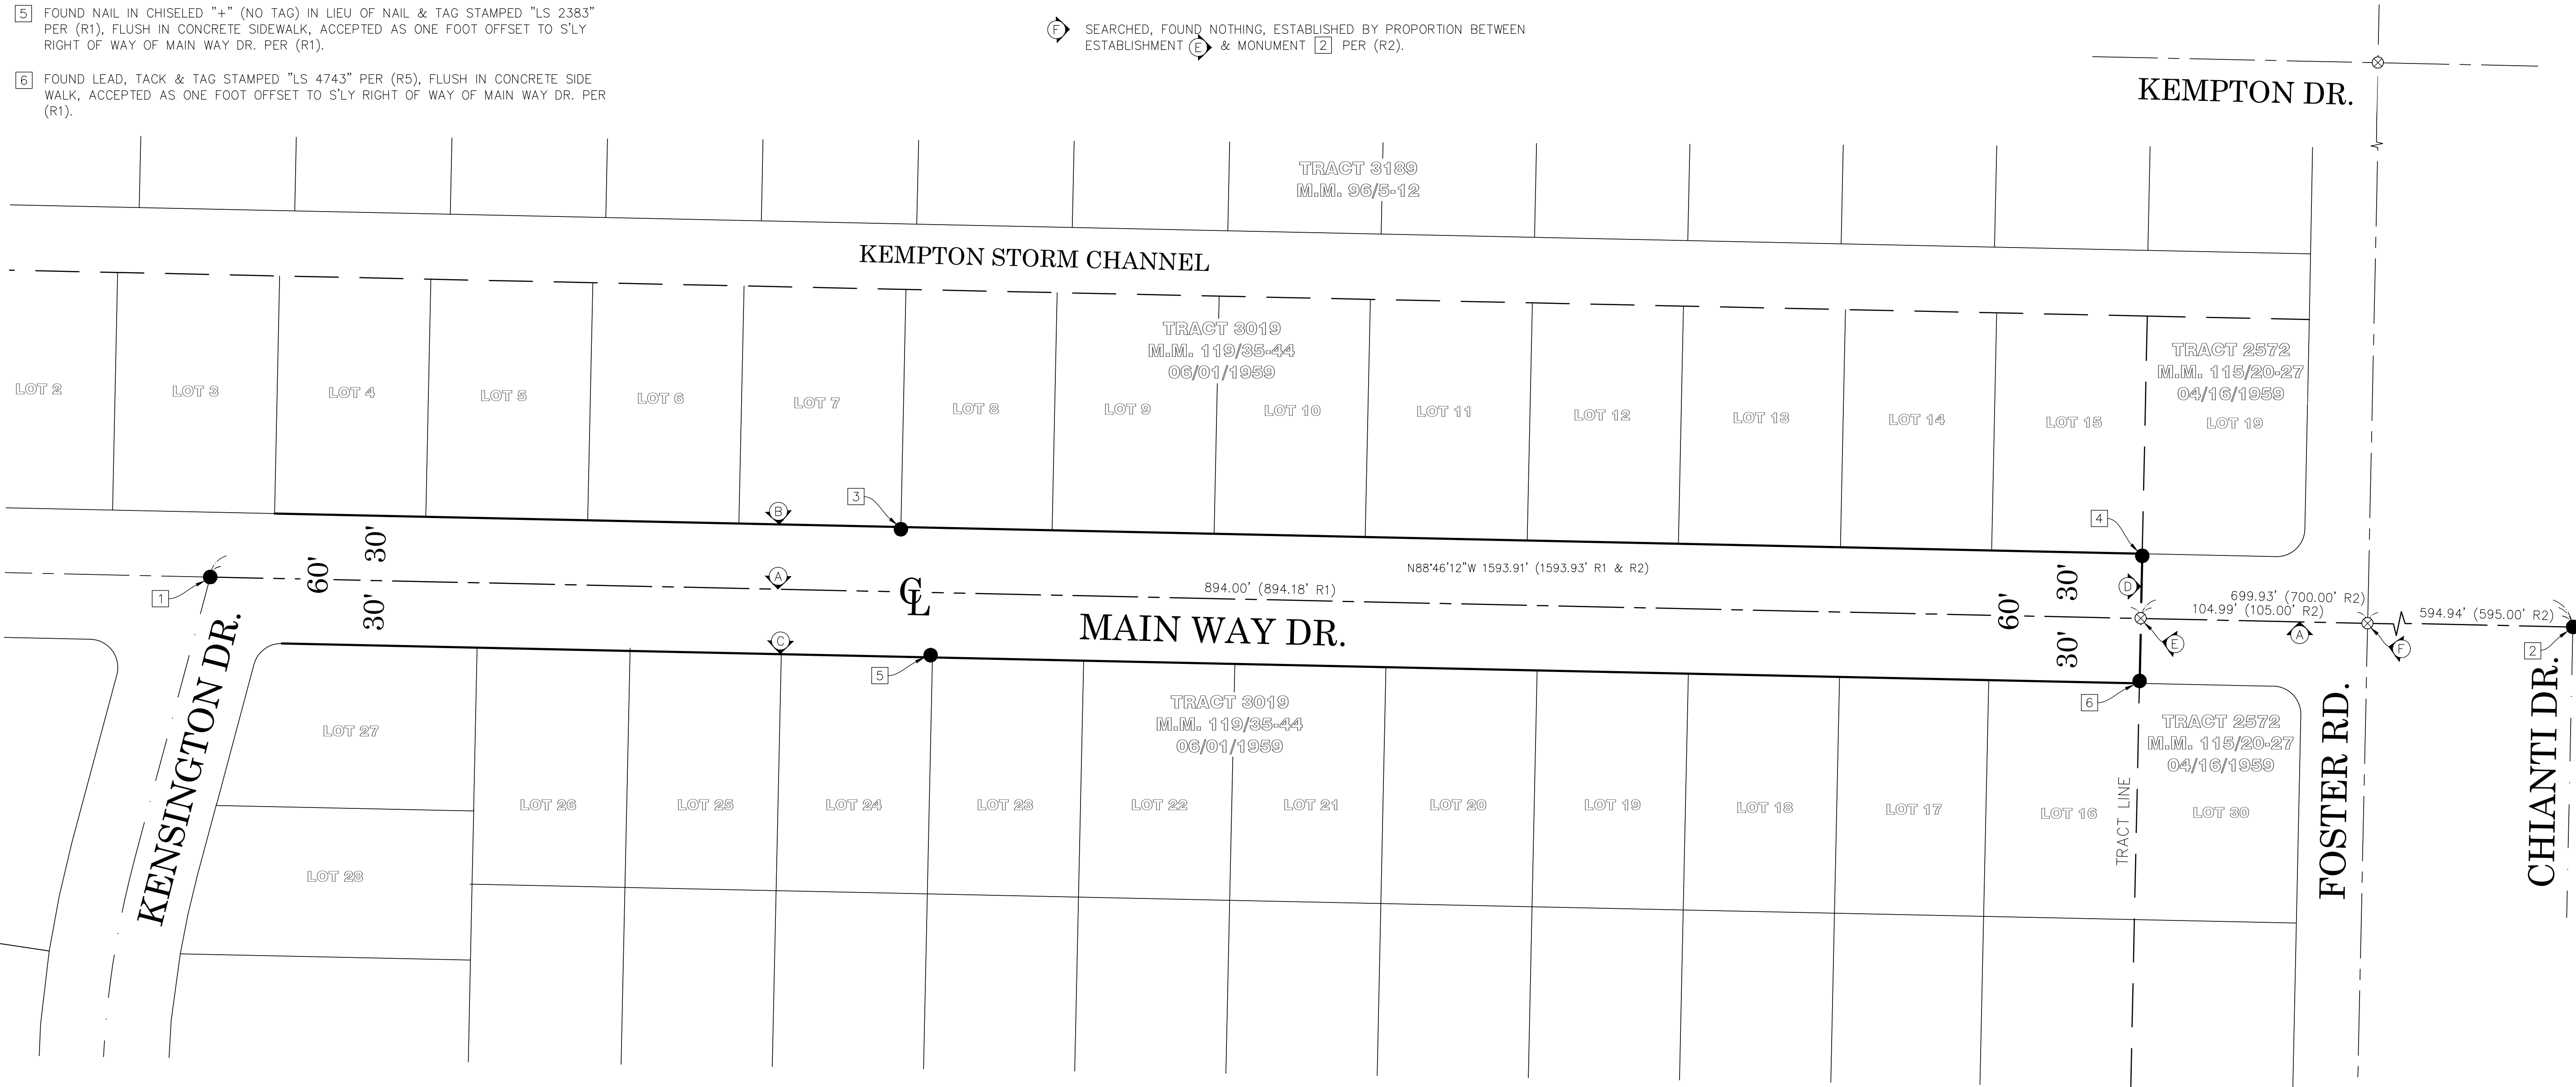 5 FOUND NAIL IN CHISELED "+" (NO TAG) IN LIEU OF NAIL & TAG STAMPED "LS 2383"
PER (R1), FLUSH IN CONCRETE SIDEWALK, ACCEPTED AS ONE FOOT OFFSET TO S'LY
RIGHT OF WAY OF MAIN WAY DR. PER (R1).
6 FOUND LEAD, TACK & TAG STAMPED "LS 4743" PER (R5), FLUSH IN CONCRETE SIDE
WALK, ACCEPTED AS ONE FOOT OFFSET TO S'LY RIGHT OF WAY OF MAIN WAY DR. PER
(R1).
F SEARCHED, FOUND NOTHING, ESTABLISHED BY PROPORTION BETWEEN
ESTABLISHMENT E & MONUMENT 2 PER (R2).
KEMPTON DR.
TRACT 3189
M.M. 96/5-12
KEMPTON STORM CHANNEL
TRACT 3019
M.M. 119/35-44
06/01/1959
TRACT 2572
M.M. 115/20-27
04/16/1959
LOT 2
LOT 3
LOT 4
LOT 5
LOT 6
LOT 7
LOT 8
LOT 9
LOT 10
LOT 11
LOT 12
LOT 13
LOT 14
LOT 15
LOT 19
3
B
4
30'
60'
30'
1
A
CL
894.00' (894.18' R1)
N88°46'12"W 1593.91' (1593.93' R1 & R2)
MAIN WAY DR.
60'
30'
30'
D
E
699.93' (700.00' R2)
104.99' (105.00' R2)
A
594.94' (595.00' R2)
F
2
C
5
6
KENSINGTON DR.
LOT 27
LOT 28
TRACT 3019
M.M. 119/35-44
06/01/1959
TRACT 2572
M.M. 115/20-27
04/16/1959
LOT 26
LOT 25
LOT 24
LOT 23
LOT 22
LOT 21
LOT 20
LOT 19
LOT 18
LOT 17
LOT 16
LOT 30
TRACT LINE
FOSTER RD.
CHIANTI DR.